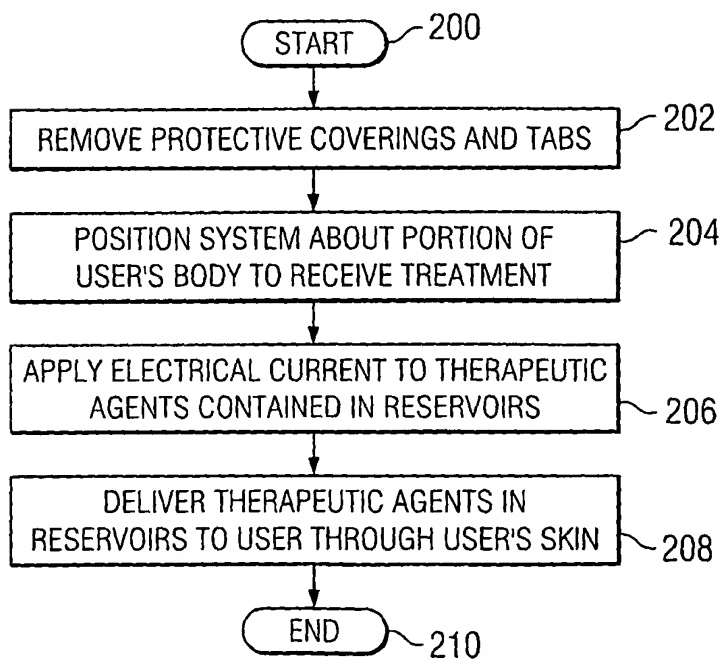 START
200
REMOVE PROTECTIVE COVERINGS AND TABS
202
POSITION SYSTEM ABOUT PORTION OF
USER'S BODY TO RECEIVE TREATMENT
204
APPLY ELECTRICAL CURRENT TO THERAPEUTIC
AGENTS CONTAINED IN RESERVOIRS
206
DELIVER THERAPEUTIC AGENTS IN
RESERVOIRS TO USER THROUGH USER'S SKIN
208
END
210